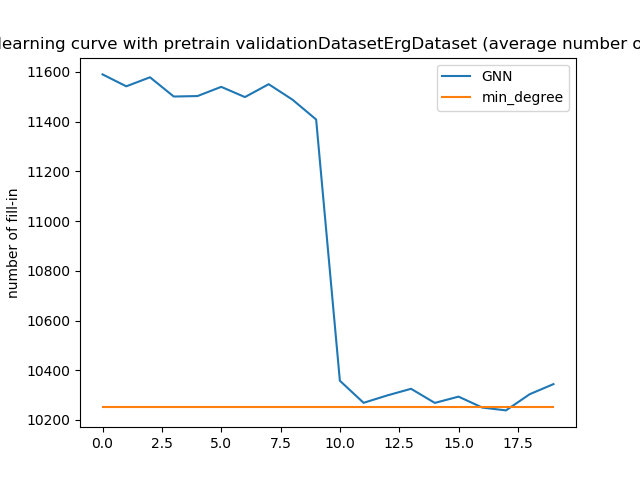 learning curve with pretrain validationDatasetErgDataset (average number o
GNN
min_degree
number of fill-in
11600
11400
11200
11000
10800
10600
10400
10200
0.0 2.5 5.0 7.5 10.0 12.5 15.0 17.5